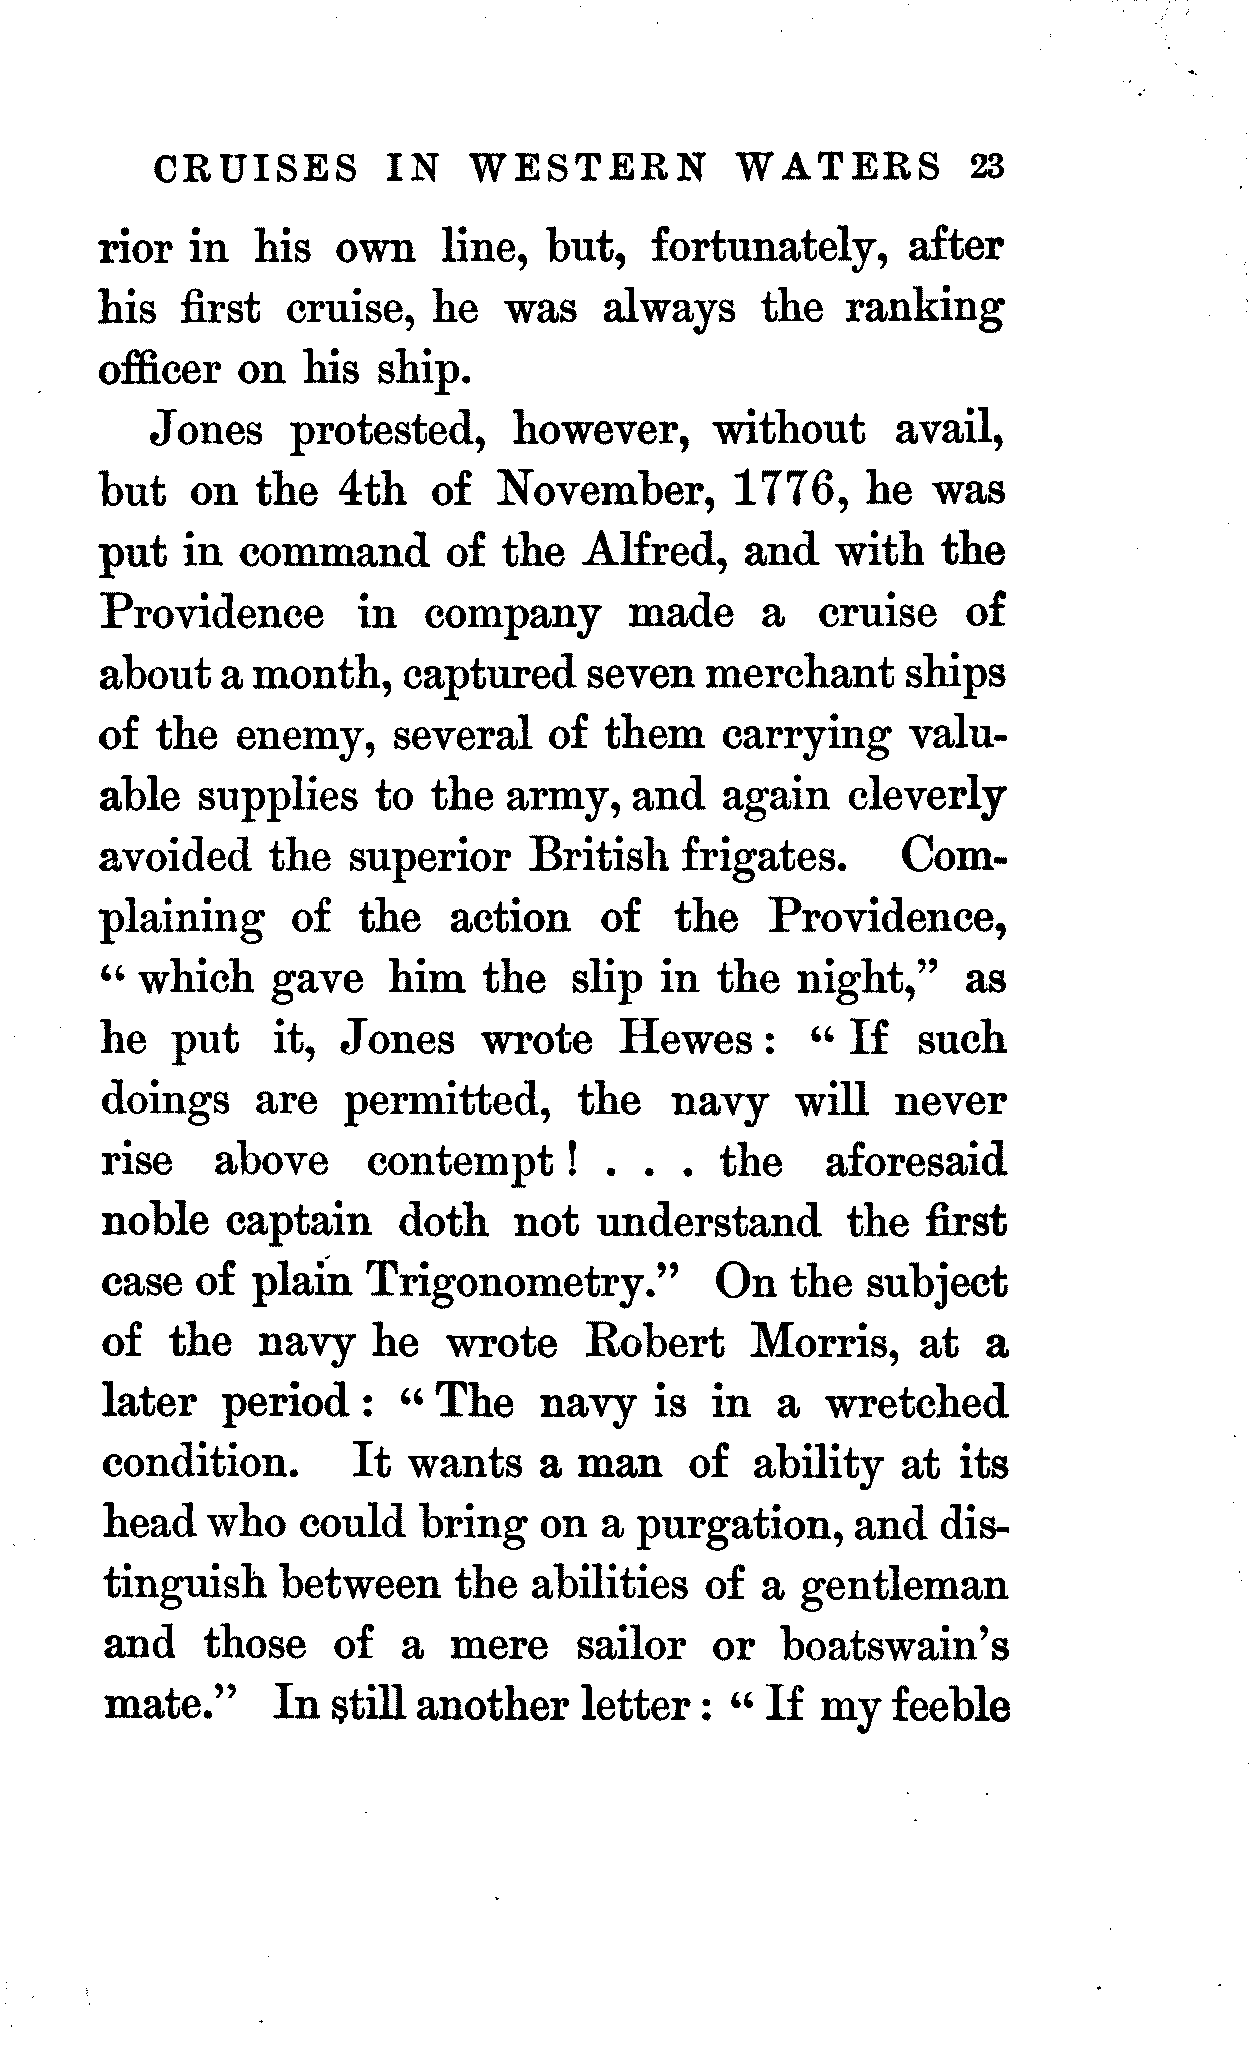 CRUISES IN WESTERN WATERS 23
rior in his own line, but, fortunately, after
his first cruise, he was always the ranking
officer on his ship.
Jones protested, however, without avail,
but on the 4th of November, 1776, he was
put in command of the Alfred, and with the
Providence in company made a cruise of
about a month, captured seven merchant ships
of the enemy, several of them carrying valu-
able supplies to the army, and again cleverly
avoided the superior British frigates. Com-
plaining of the action of the Providence,
“ which gave him the slip in the night,” as
he put it, Jones wrote Hewes : “ If such
doings are permitted, the navy will never
rise above contempt ! . . . the aforesaid
noble captain doth not understand the first
case of plain Trigonometry.” On the subject
of the navy he wrote Robert Morris, at a
later period : “ The navy is in a wretched
condition. It wants a man of ability at its
head who could bring on a purgation, and dis-
tinguish between the abilities of a gentleman
and those of a mere sailor or boatswain’s
mate.” In still another letter : “ If my feeble